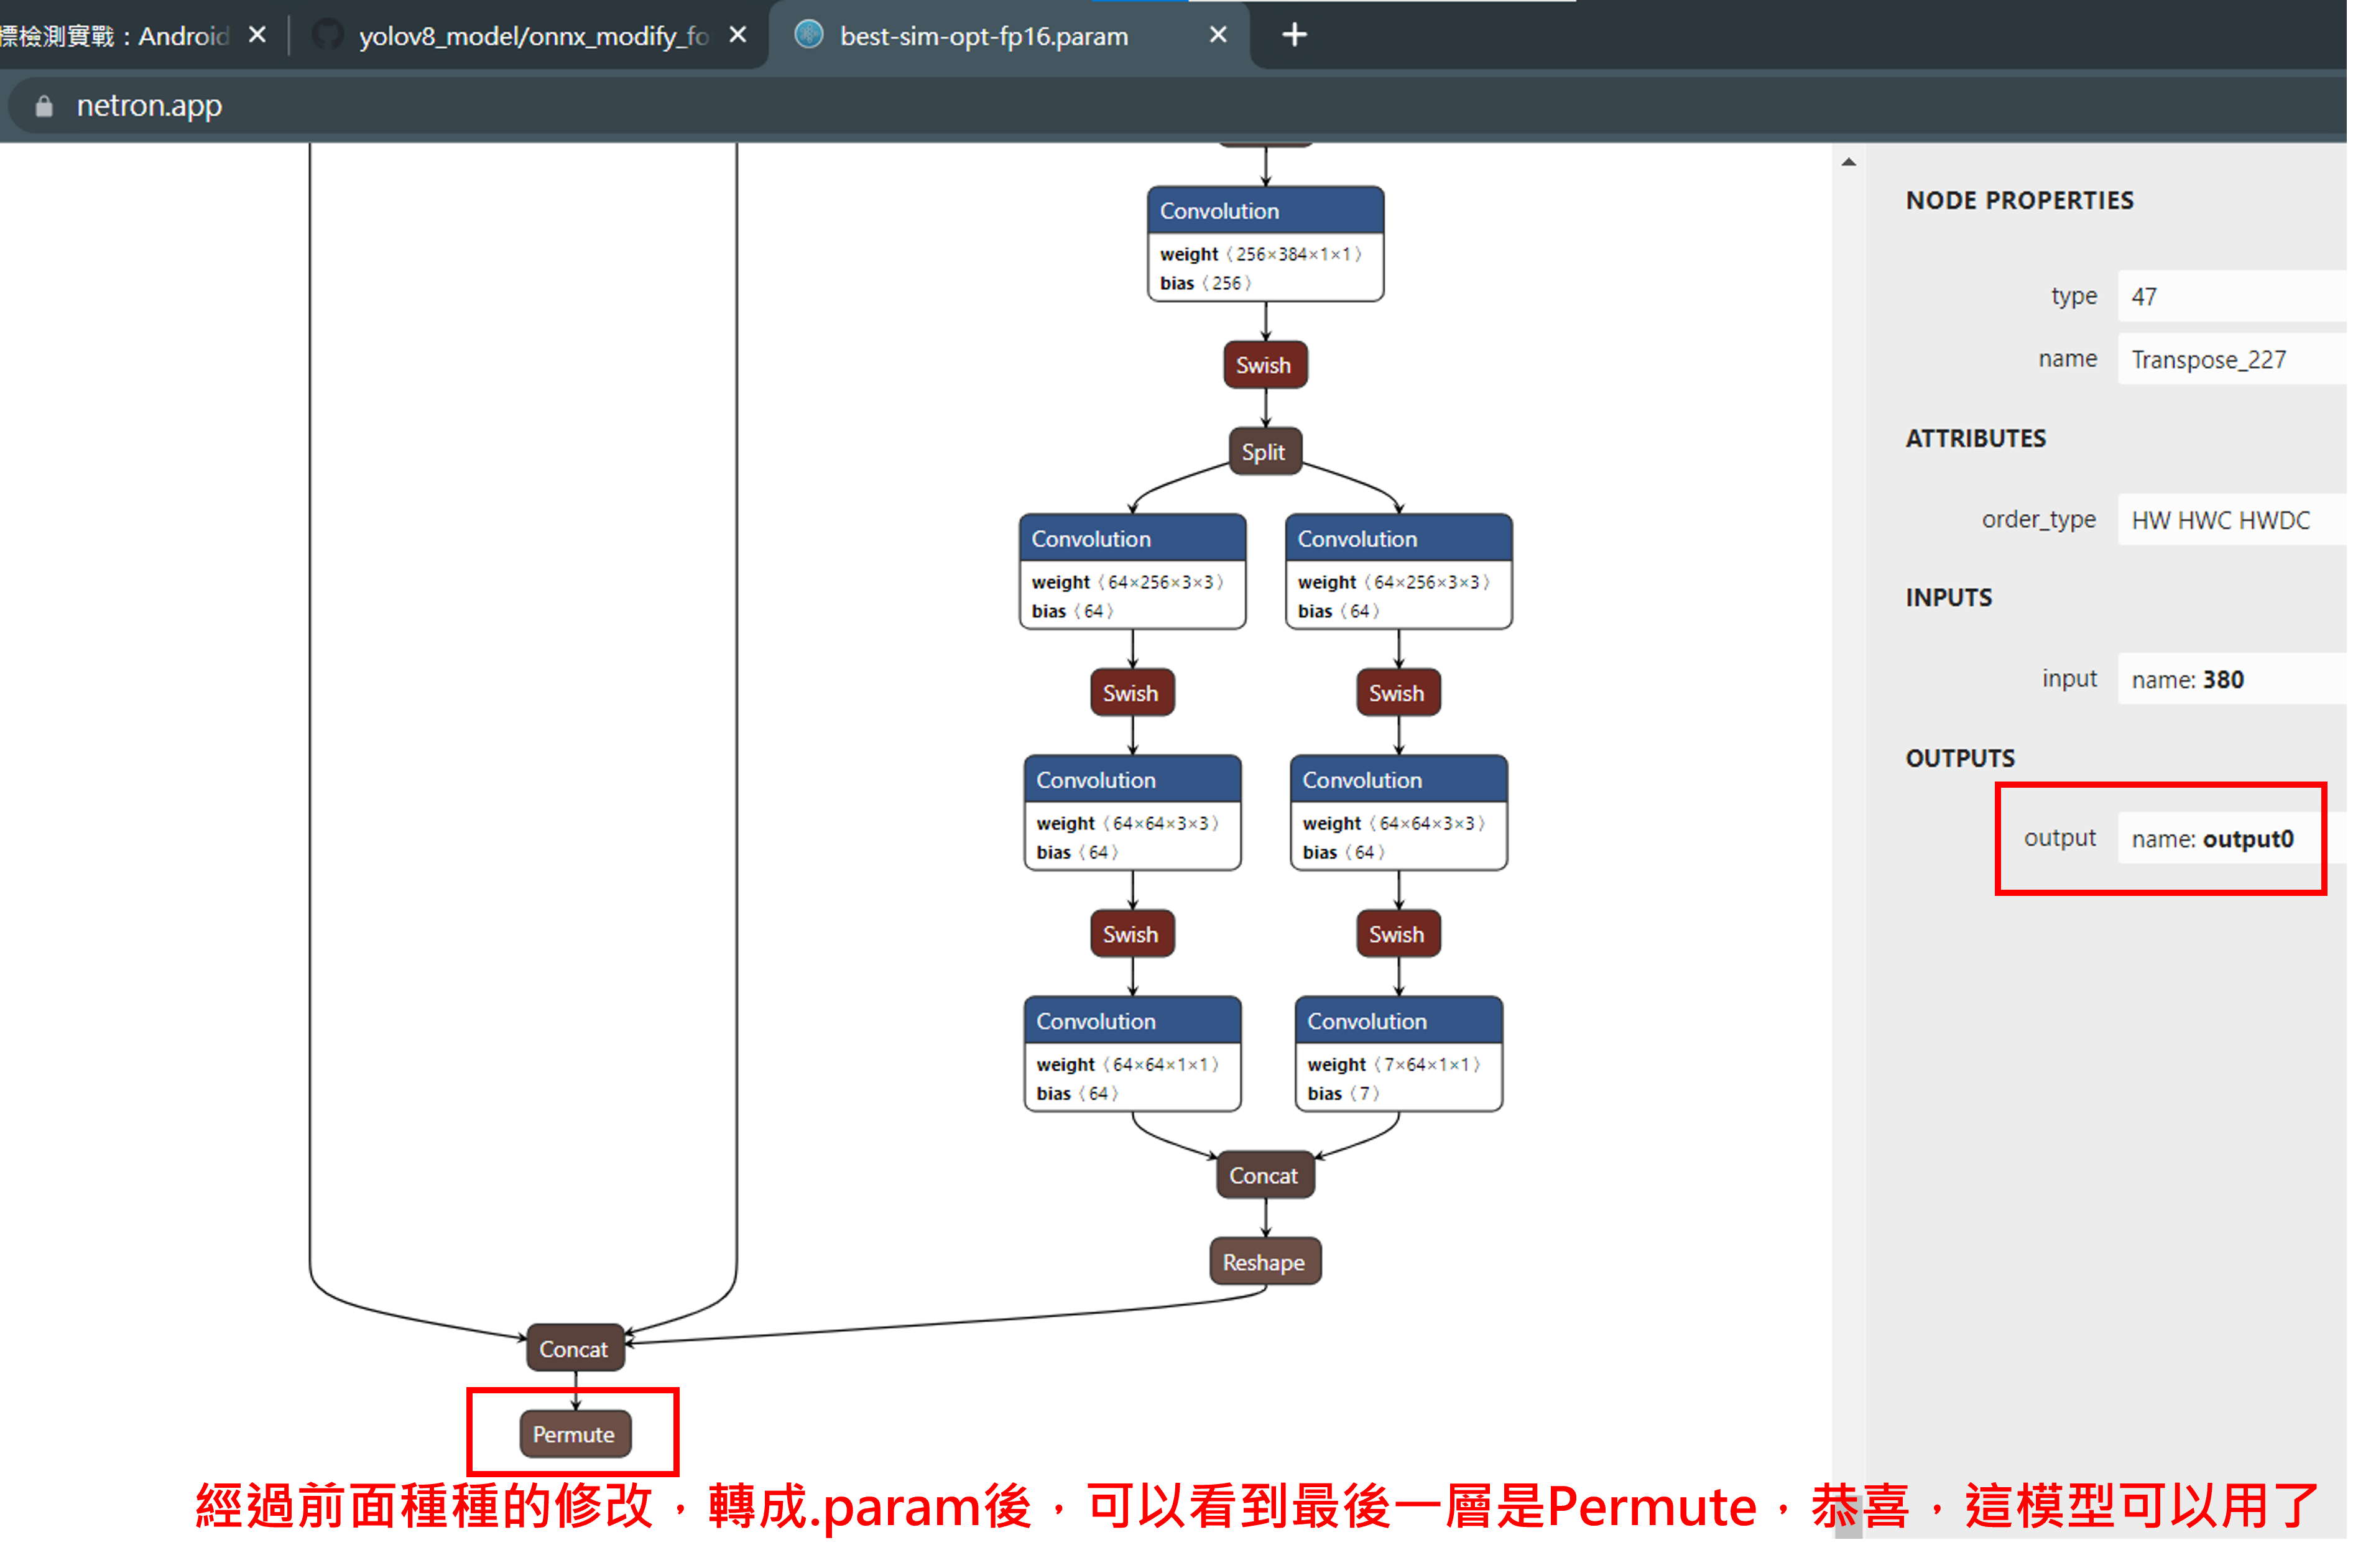 標檢測實戰：Android
yolov8_model/onnx_modify_fo
best-sim-opt-fp16.param
netron.app
Convolution
weight〈256×384×1×1〉
bias〈256〉
Swish
Split
Convolution
weight〈64×256×3×3〉
bias〈64〉
Convolution
weight〈64×256×3×3〉
bias〈64〉
Swish
Swish
Convolution
weight〈64×64×3×3〉
bias〈64〉
Convolution
weight〈64×64×3×3〉
bias〈64〉
Swish
Swish
Convolution
weight〈64×64×1×1〉
bias〈64〉
Convolution
weight〈7×64×1×1〉
bias〈7〉
Concat
Reshape
Concat
Permute
NODE PROPERTIES
type 47
name Transpose_227
ATTRIBUTES
order_type HW HWC HWDC
INPUTS
input name: 380
OUTPUTS
output name: output0
經過前面種種的修改，轉成.param後，可以看到最後一層是Permute，恭喜，這模型可以用了